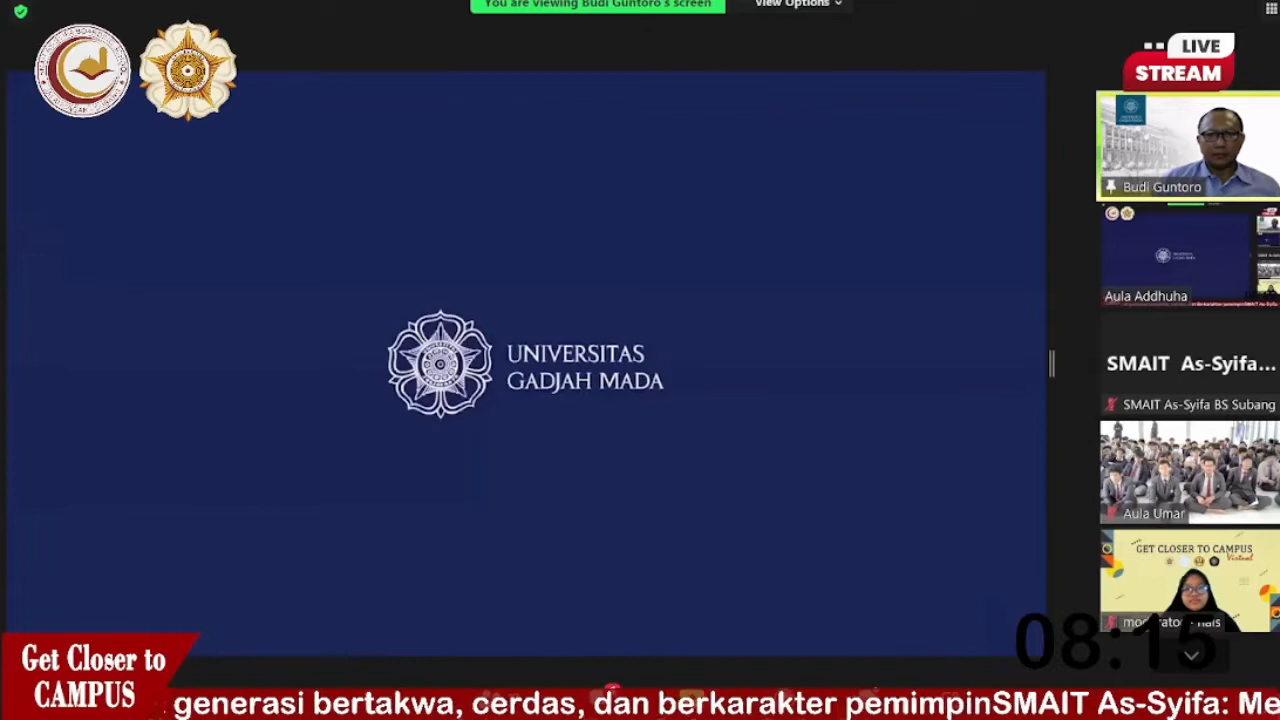 You are viewing Budi Guntoro's screen
View Options
LIVE
STREAM
Budi Guntoro
Aula Addhuha
SMAIT As-Syifa...
SMAIT As-Syifa BS Subang
Aula Umar
GET CLOSER TO CAMPUS
Virtual
UNIVERSITAS
GADJAH MADA
08:15
Get Closer to
CAMPUS
generasi bertakwa, cerdas, dan berkarakter pemimpinSMAIT As-Syifa: Me